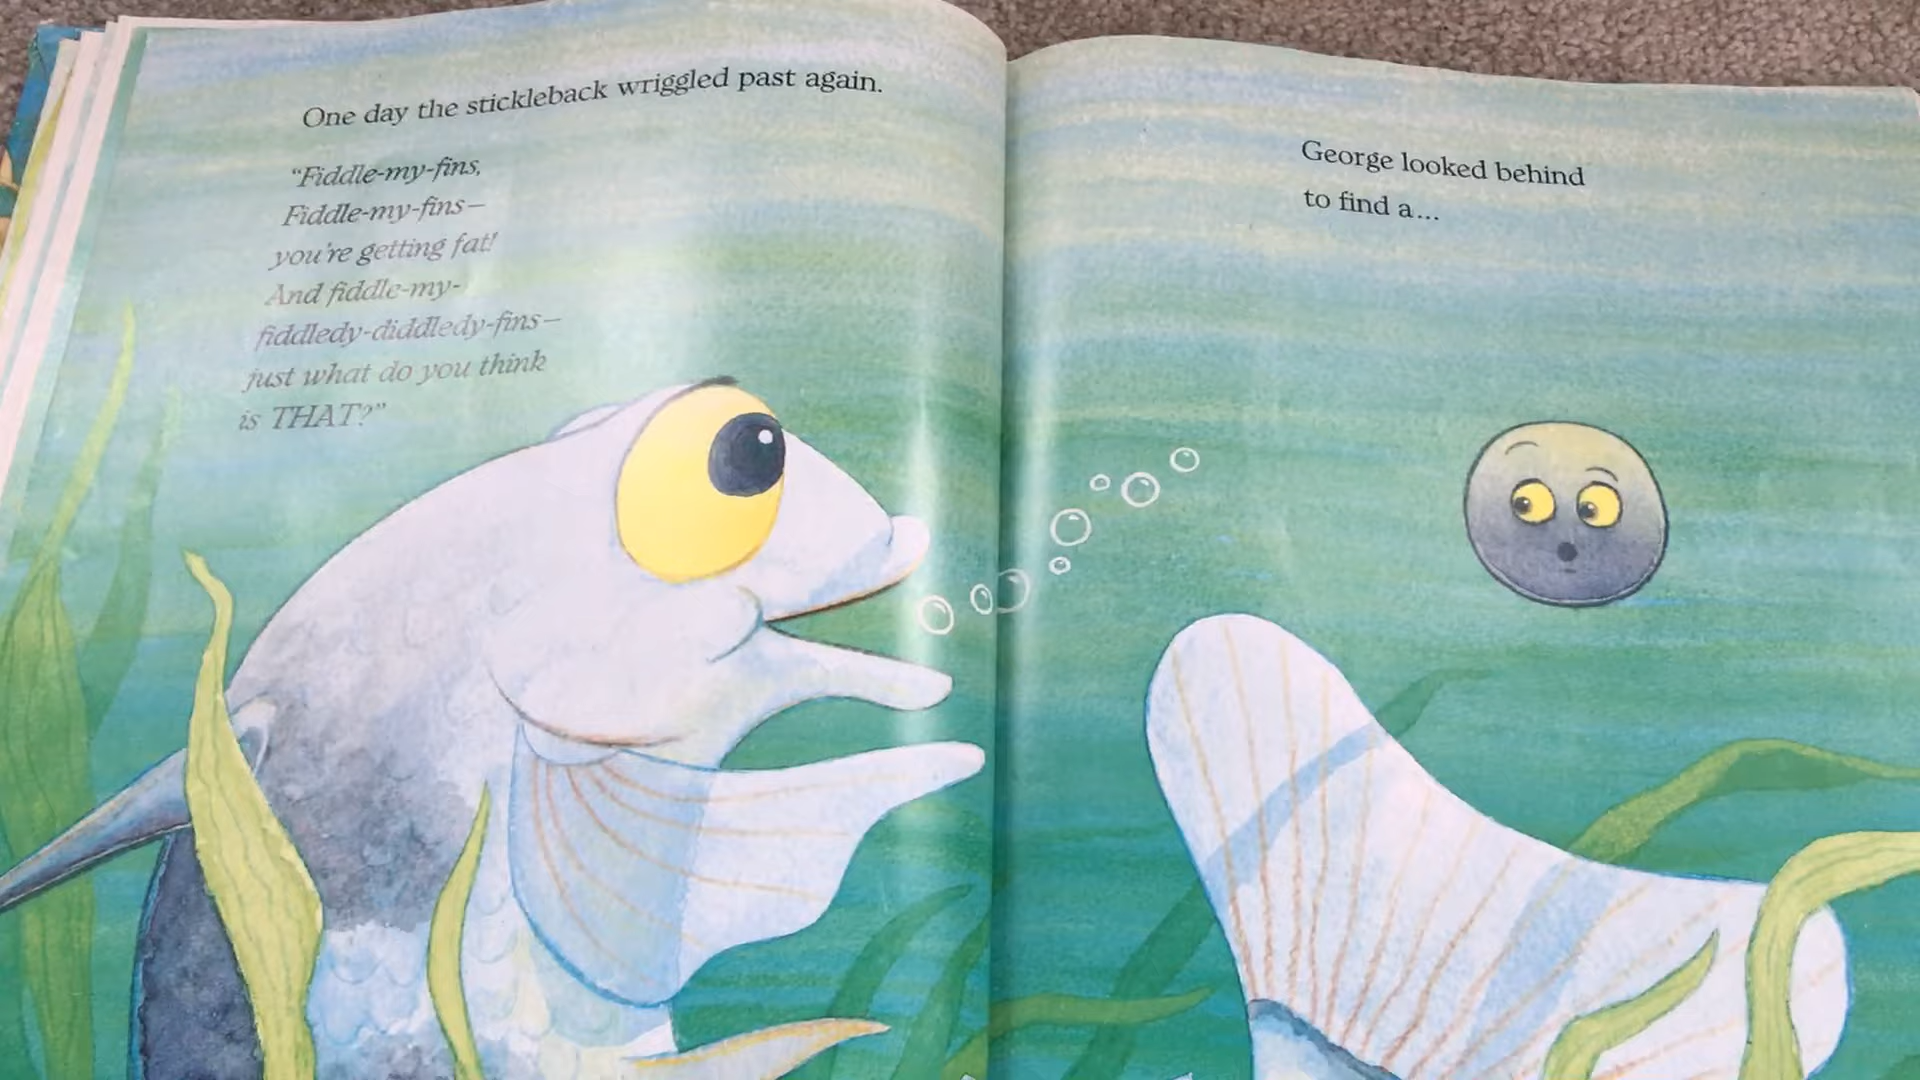 One day the stickleback wriggled past again.
“Fiddle-my-fins,
Fiddle-my-fins—
you're getting fat!
And fiddle-my-
fiddledy-diddledy-fins—
just what do you think
is THAT?”
George looked behind
to find a...